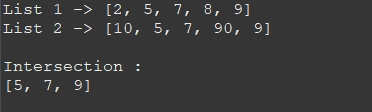 List 1 -> [2, 5, 7, 8, 9]
List 2 -> [10, 5, 7, 90, 9]
Intersection :
[5, 7, 9]